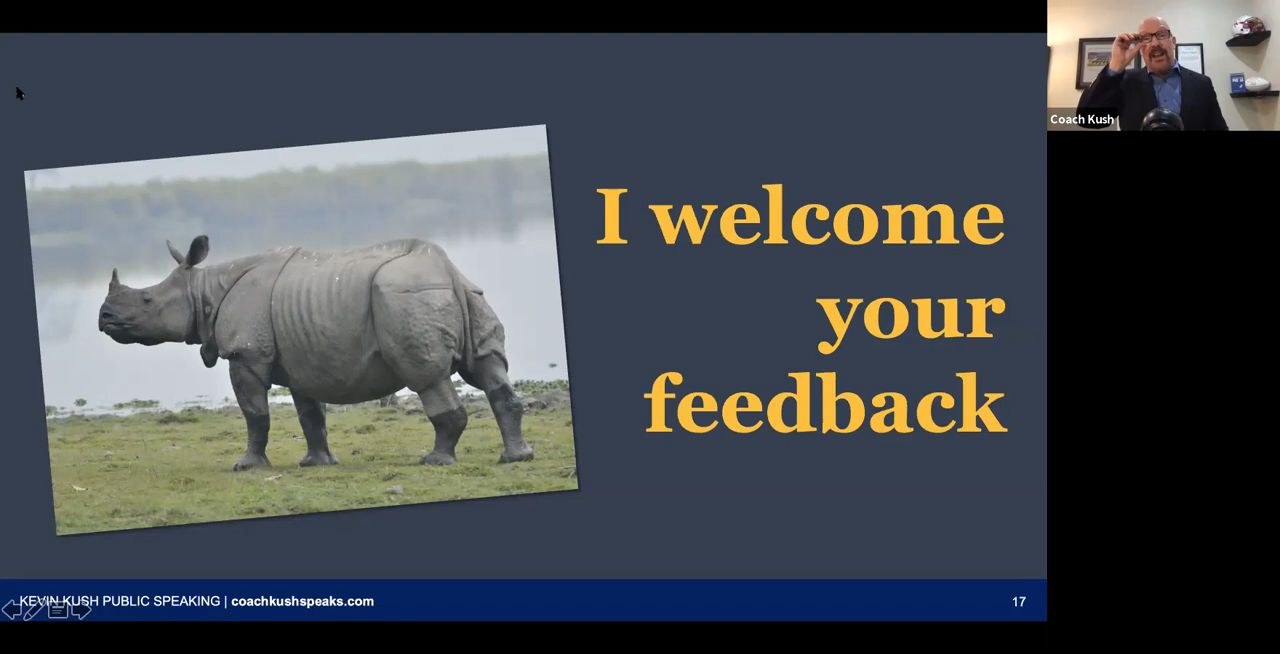 Coach Kush
I welcome
your
feedback
KEVIN KUSH PUBLIC SPEAKING | coachkushspeaks.com
17